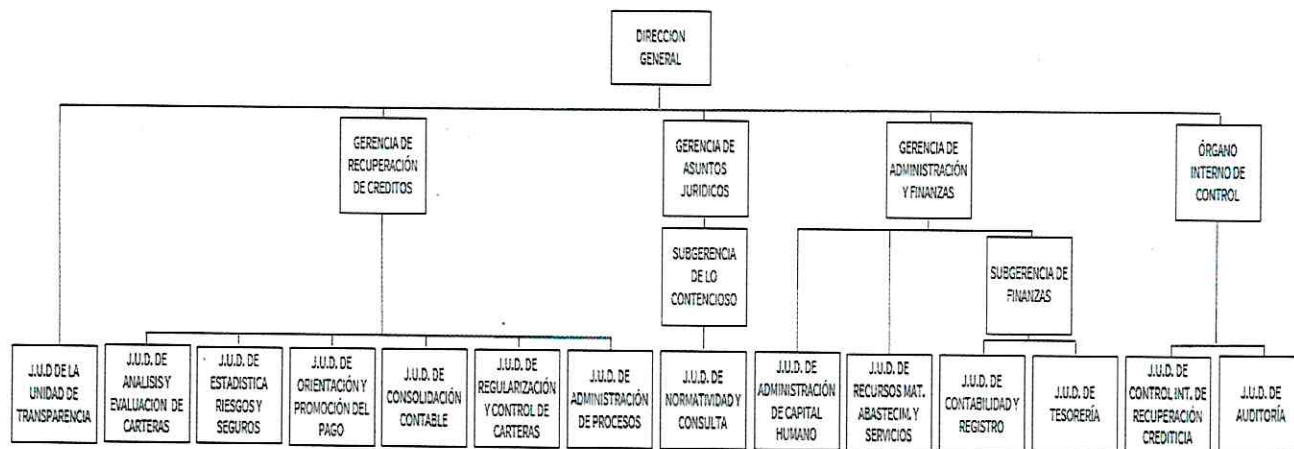 DIRECCION
GENERAL
GERENCIA DE
RECUPERACIÓN
DE CREDITOS
GERENCIA DE
ASUNTOS
JURIDICOS
GERENCIA DE
ADMINISTRACIÓN
Y FINANZAS
ÓRGANO
INTERNO DE
CONTROL
SUBGERENCIA
DE LO
CONTENCIOSO
SUBGERENCIA DE
FINANZAS
J.U.D DE LA
UNIDAD DE
TRANSPARENCIA
J.U.D. DE
ANALISIS Y
EVALUACION DE
CARTERAS
J.U.D. DE
ESTADISTICA
RIESGOS Y
SEGUROS
J.U.D. DE
ORIENTACIÓN Y
PROMOCIÓN DEL
PAGO
J.U.D. DE
CONSOLIDACIÓN
CONTABLE
J.U.D. DE
REGULARIZACIÓN
Y CONTROL DE
CARTERAS
J.U.D. DE
ADMINISTRACIÓN
DE PROCESOS
J.U.D. DE
NORMATIVIDAD Y
CONSULTA
J.U.D. DE
ADMINISTRACIÓN
DE CAPITAL
HUMANO
J.U.D. DE
RECURSOS MAT.
ABASTECIM. Y
SERVICIOS
J.U.D. DE
CONTABILIDAD Y
REGISTRO
J.U.D. DE
TESORERÍA
J.U.D. DE
CONTROL INT. DE
RECUPERACIÓN
CREDITICIA
J.U.D. DE
AUDITORÍA